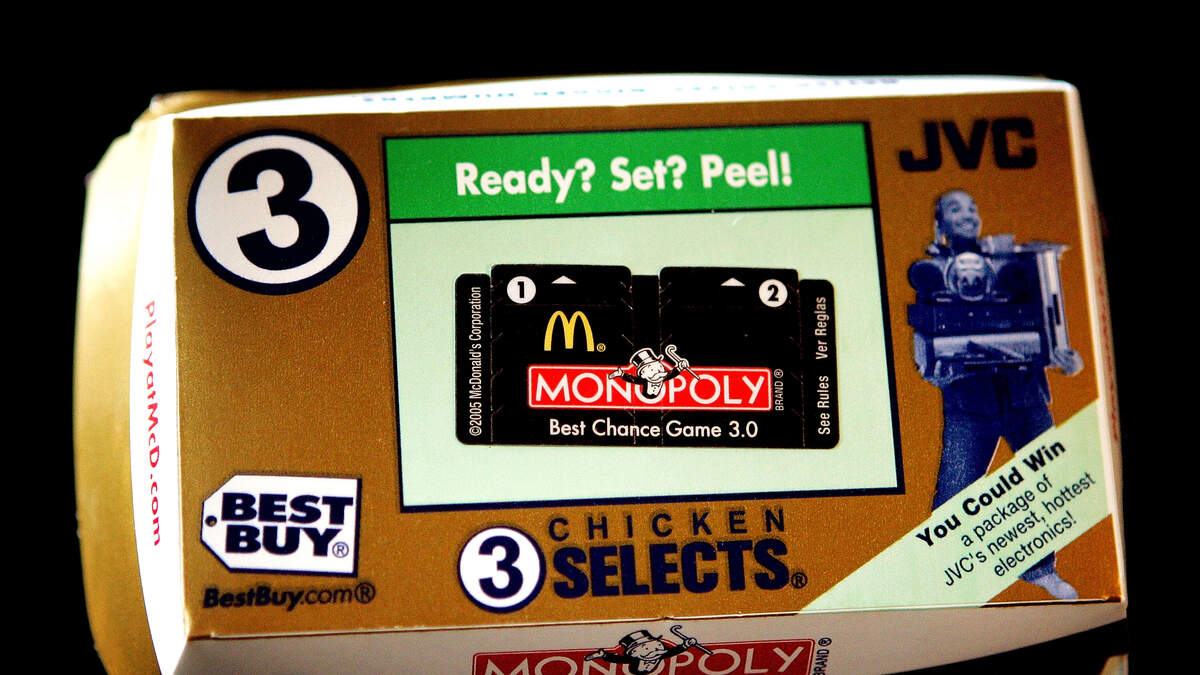 3
Ready? Set? Peel!
JVC
1
2
©2005 McDonald's Corporation
M®
MONOPOLY
BRAND ®
Best Chance Game 3.0
See Rules Ver Reglas
PlayatMcD.com
BEST
BUY®
BestBuy.com®
3
CHICKEN
SELECTS®
You Could Win
a package of
JVC's newest, hottest
electronics!
MONOPOLY
BRAND ®